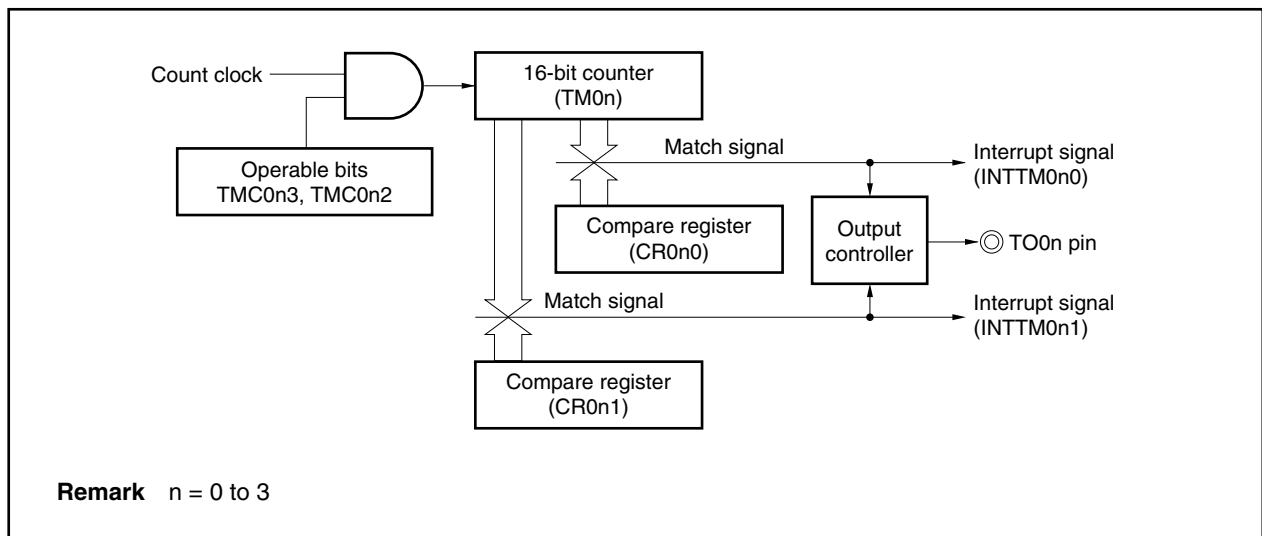 Count clock
16-bit counter
(TM0n)
Operable bits
TMC0n3, TMC0n2
Match signal
Interrupt signal
(INTTM0n0)
Compare register
(CR0n0)
Output
controller
TO0n pin
Match signal
Interrupt signal
(INTTM0n1)
Compare register
(CR0n1)
Remark n = 0 to 3